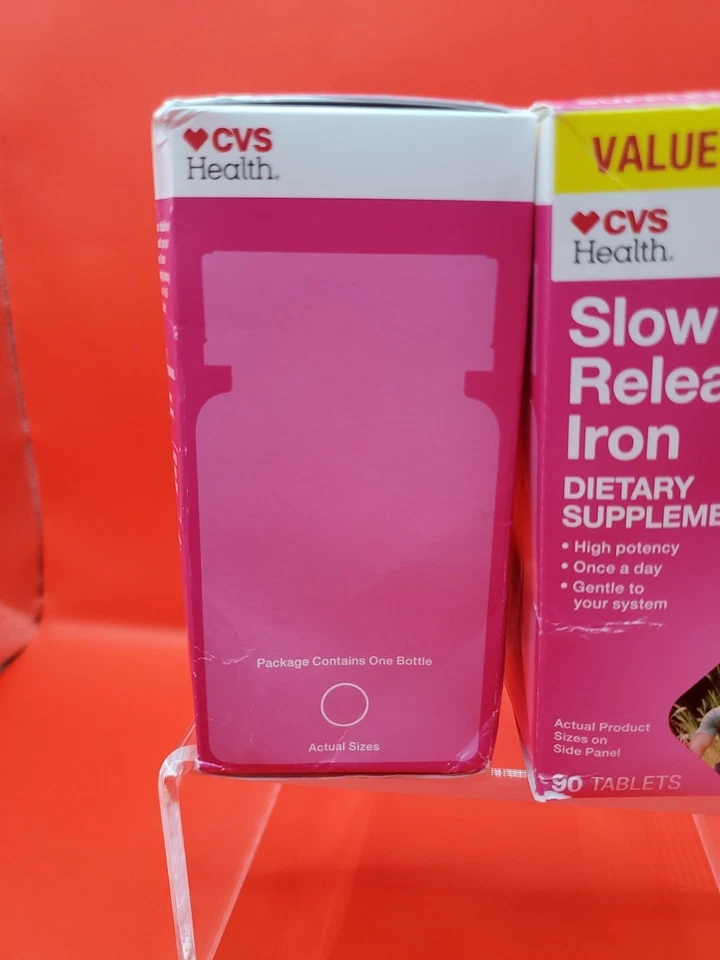 CVS
Health.
Package Contains One Bottle
Actual Sizes
VALUE
CVS
Health.
Slow
Relea
Iron
DIETARY
SUPPLEME
• High potency
• Once a day
• Gentle to
your system
Actual Product
Sizes on
Side Panel
90 TABLETS